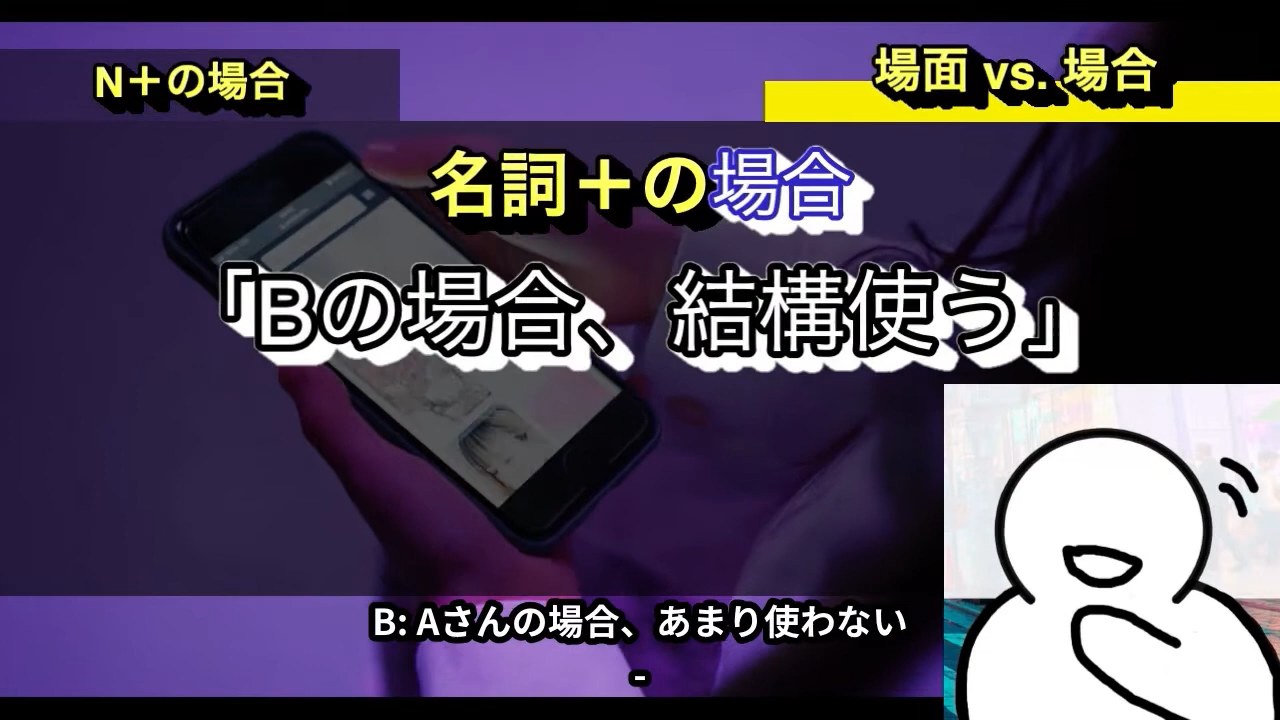 N＋の場合
場面 vs. 場合
名詞＋の場合
「Bの場合、結構使う」
B: Aさんの場合、あまり使わない
-